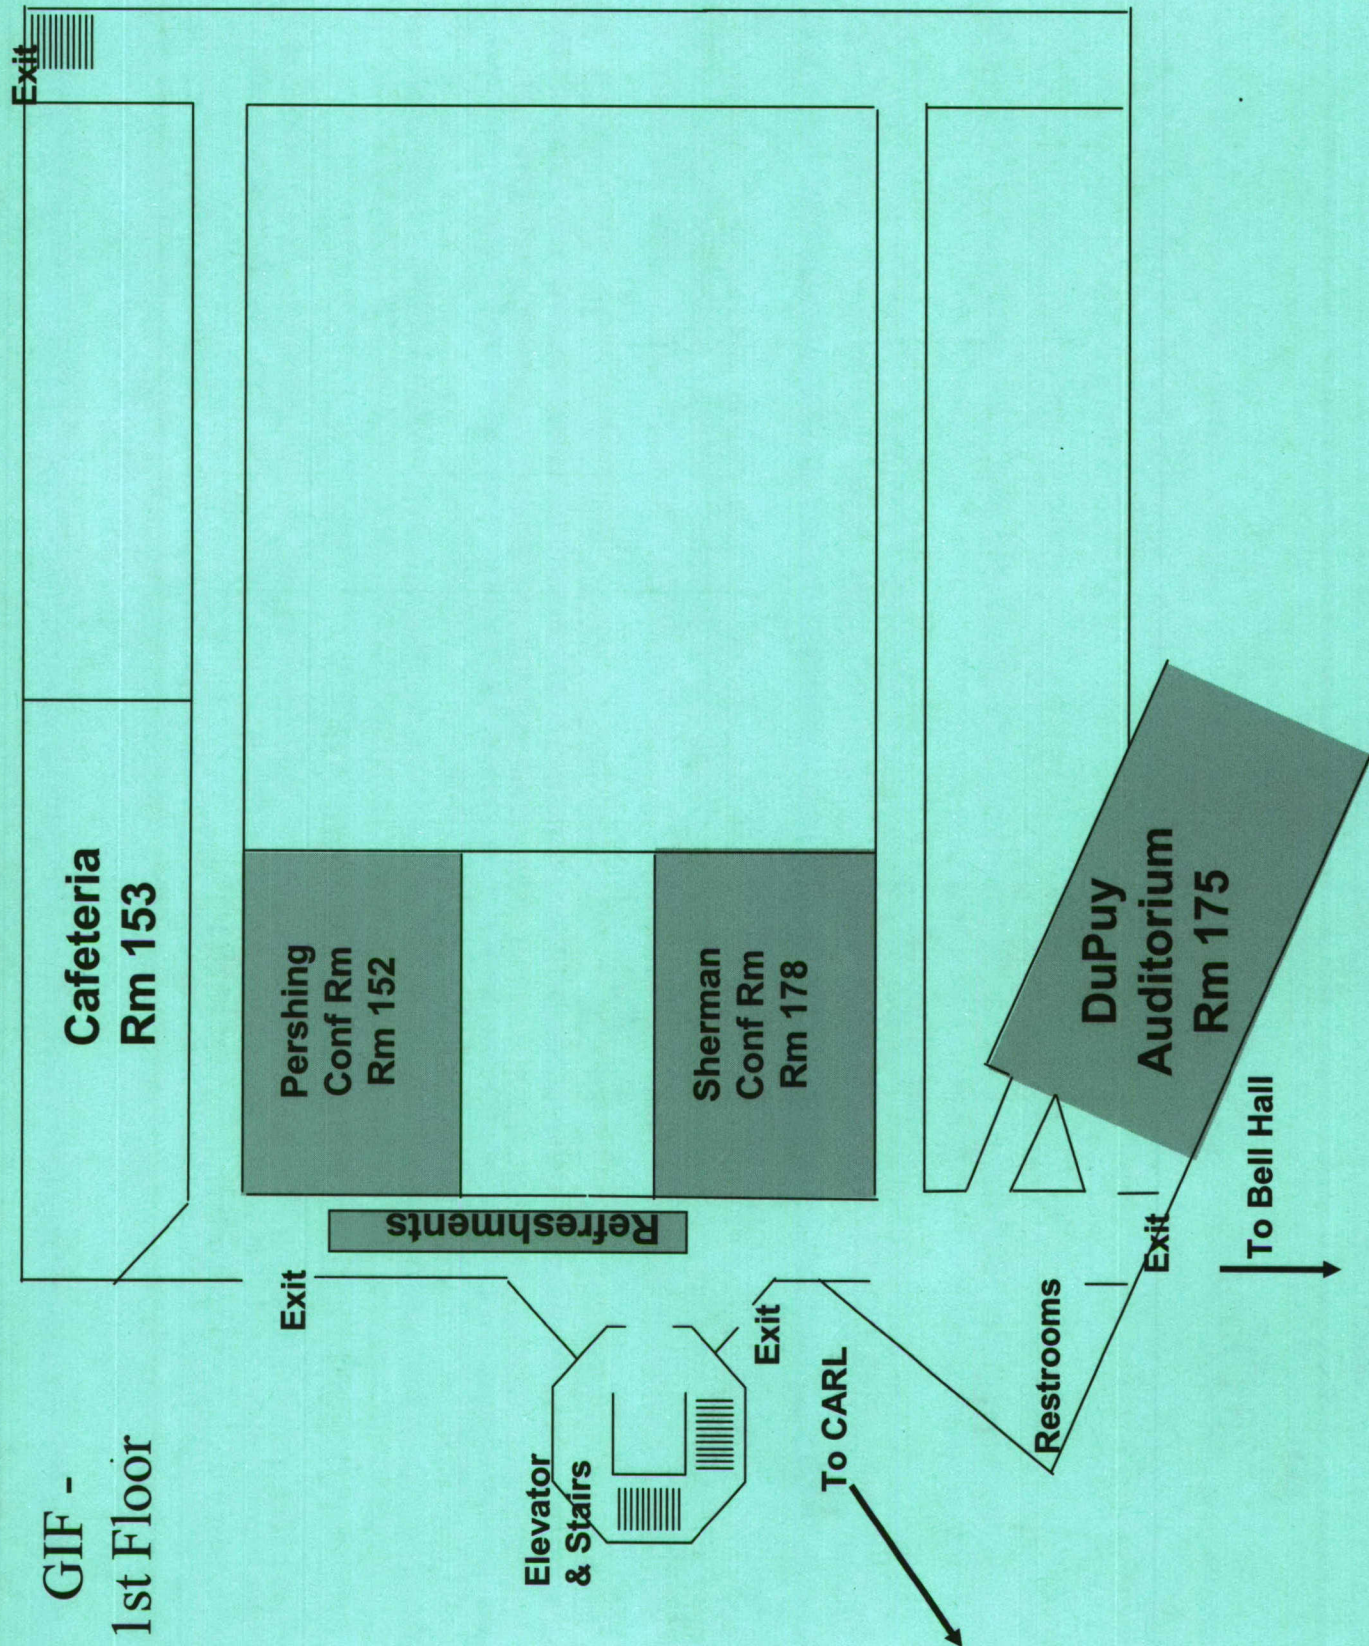 GIF -
1st Floor
Exit
Cafeteria
Rm 153
Exit
Pershing
Conf Rm
Rm 152
Refreshments
Elevator
& Stairs
Sherman
Conf Rm
Rm 178
Exit
To CARL
Restrooms
DuPuy
Auditorium
Rm 175
Exit
To Bell Hall